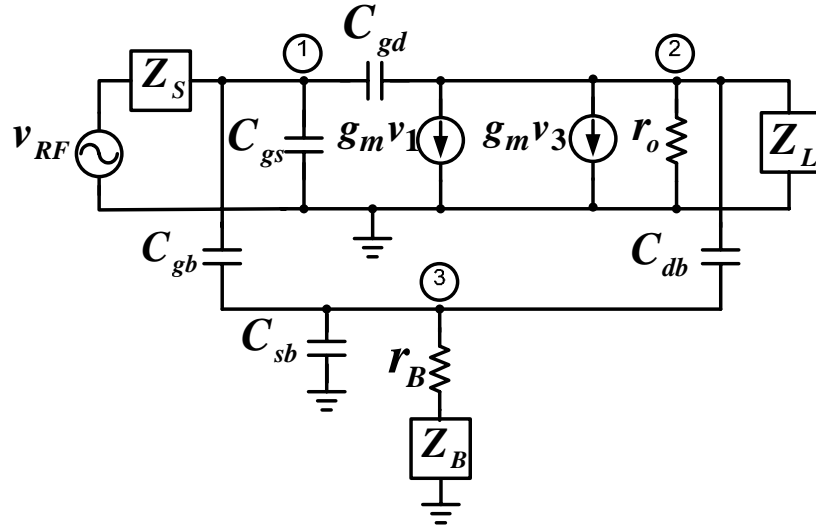 C_gd
1
2
Z_S
v_RF
C_gs
g_m v_1
g_m v_3
r_o
Z_L
C_gb
C_db
3
C_sb
r_B
Z_B